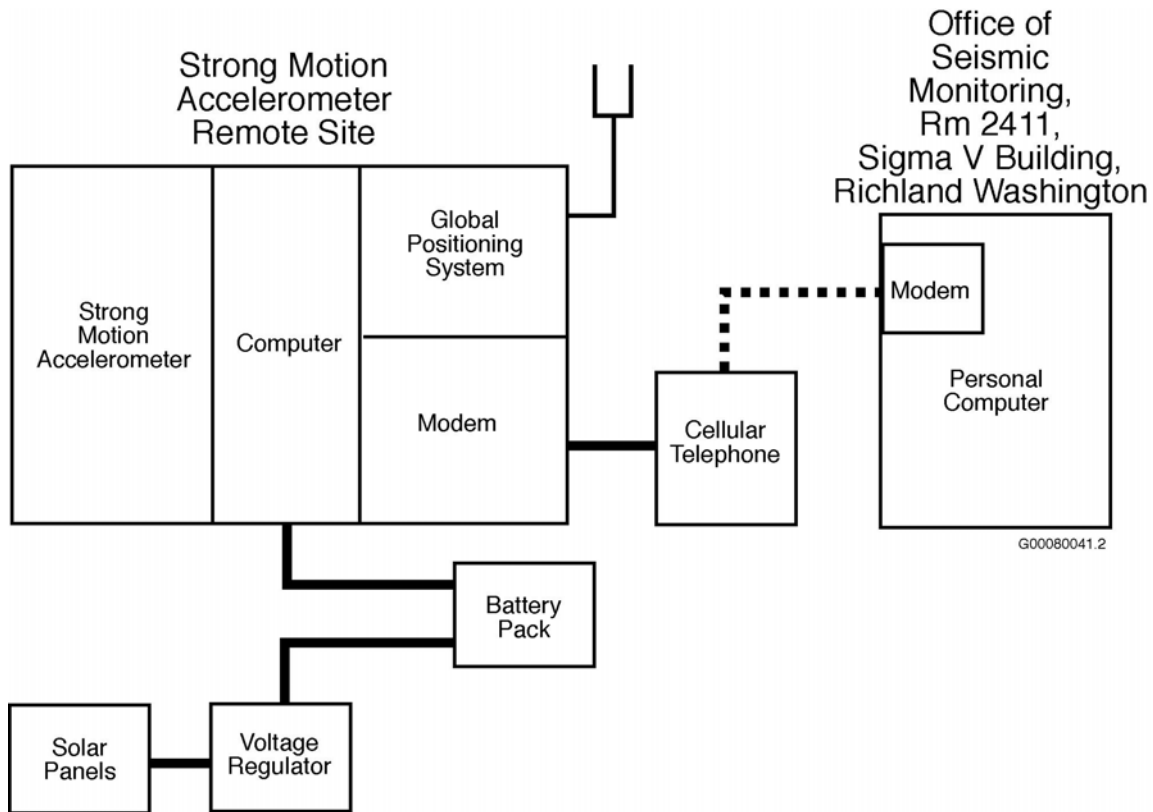 Strong Motion
Accelerometer
Remote Site
Office of
Seismic
Monitoring,
Rm 2411,
Sigma V Building,
Richland Washington
Strong
Motion
Accelerometer
Computer
Global
Positioning
System
Modem
Cellular
Telephone
Modem
Personal
Computer
G00080041.2
Battery
Pack
Solar
Panels
Voltage
Regulator